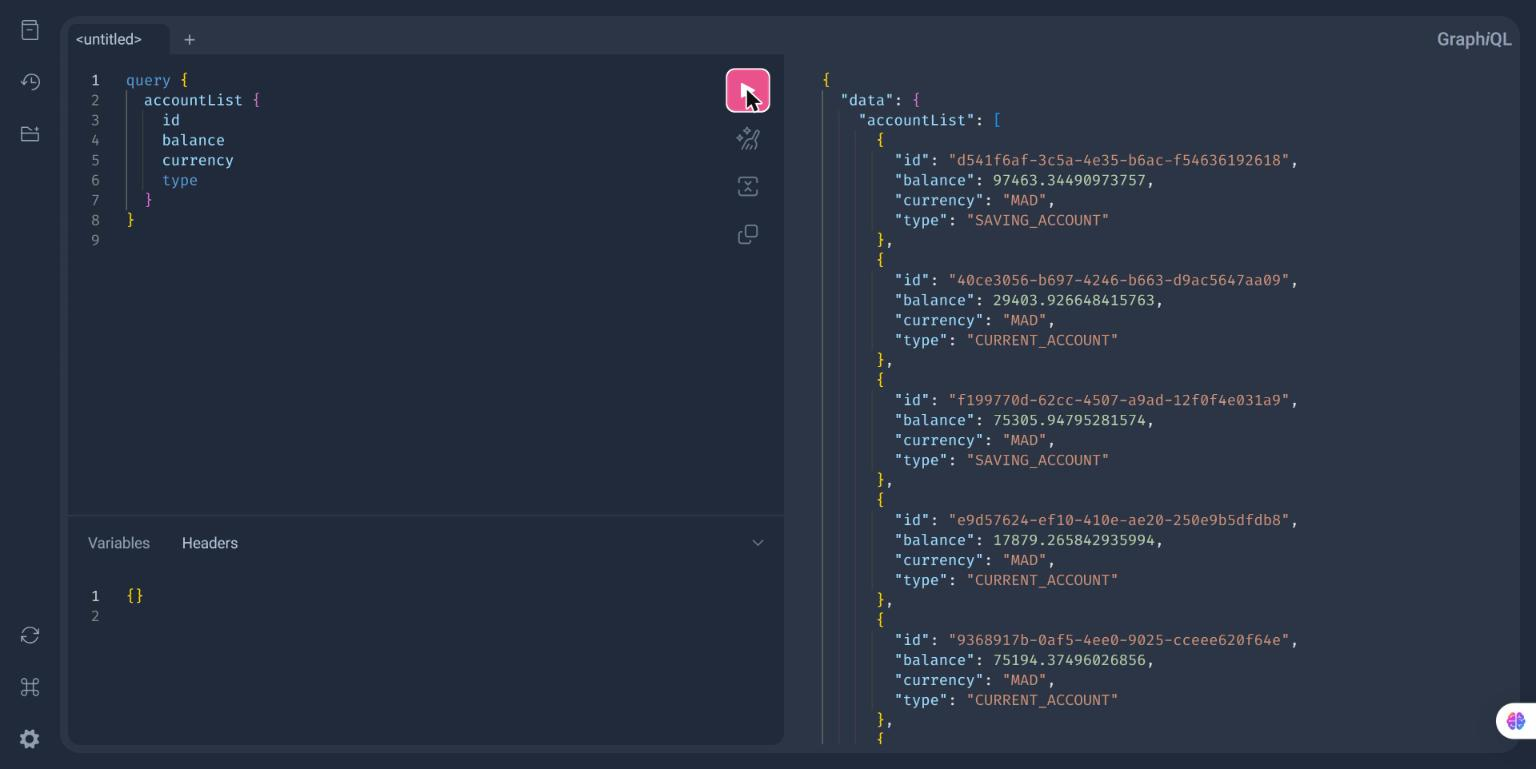 <untitled> +
GraphiQL
1 query {
2 accountList {
3 id
4 balance
5 currency
6 type
7 }
8 }
9
Variables Headers
1 {}
2
{
"data": {
"accountList": [
{
"id": "d541f6af-3c5a-4e35-b6ac-f54636192618",
"balance": 97463.34490973757,
"currency": "MAD",
"type": "SAVING_ACCOUNT"
},
{
"id": "40ce3056-b697-4246-b663-d9ac5647aa09",
"balance": 29403.926648415763,
"currency": "MAD",
"type": "CURRENT_ACCOUNT"
},
{
"id": "f199770d-62cc-4507-a9ad-12f0f4e031a9",
"balance": 75305.94795281574,
"currency": "MAD",
"type": "SAVING_ACCOUNT"
},
{
"id": "e9d57624-ef10-410e-ae20-250e9b5dfdb8",
"balance": 17879.265842935994,
"currency": "MAD",
"type": "CURRENT_ACCOUNT"
},
{
"id": "9368917b-0af5-4ee0-9025-cceee620f64e",
"balance": 75194.37496026856,
"currency": "MAD",
"type": "CURRENT_ACCOUNT"
},
{